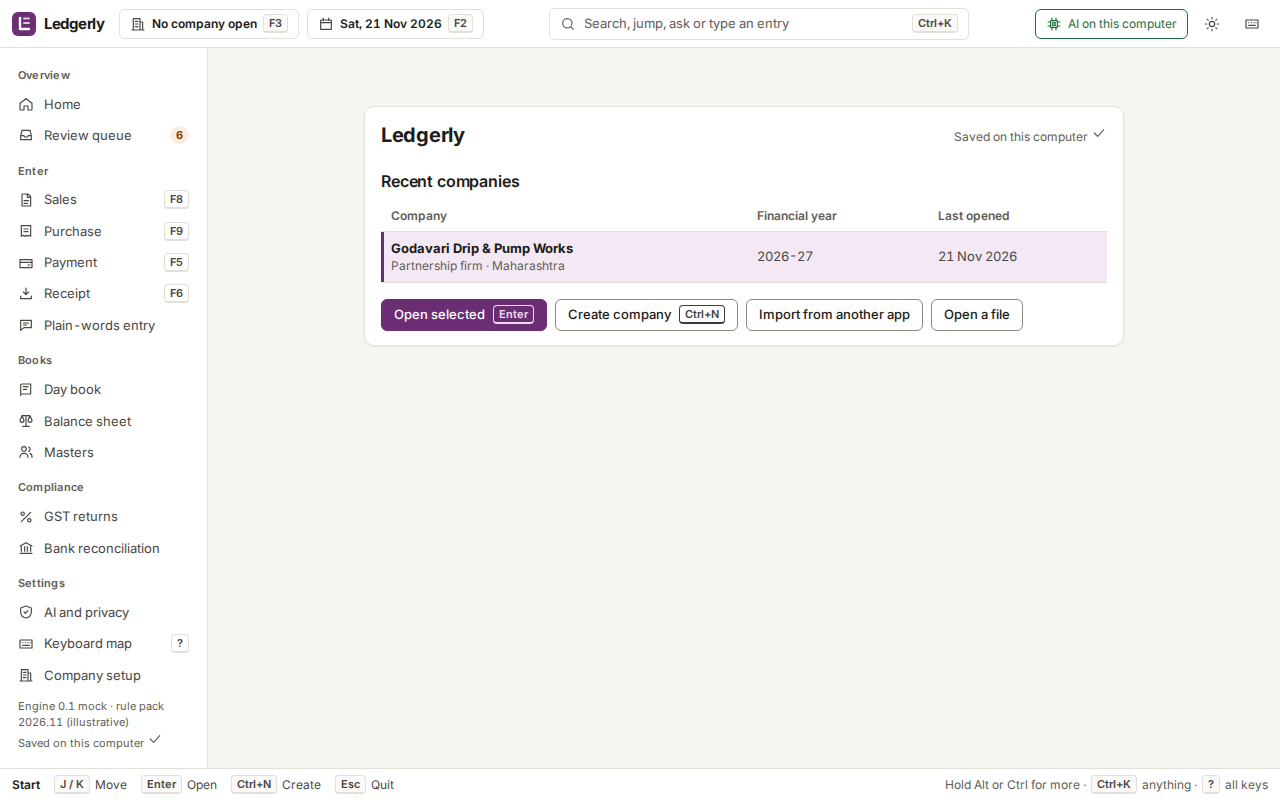 Ledgerly
No company open F3
Sat, 21 Nov 2026 F2
Search, jump, ask or type an entry Ctrl+K
AI on this computer
Overview
Home
Review queue 6
Enter
Sales F8
Purchase F9
Payment F5
Receipt F6
Plain-words entry
Books
Day book
Balance sheet
Masters
Compliance
GST returns
Bank reconciliation
Settings
AI and privacy
Keyboard map ?
Company setup
Engine 0.1 mock · rule pack
2026.11 (illustrative)
Saved on this computer
Ledgerly
Saved on this computer
Recent companies
Company Financial year Last opened
Godavari Drip & Pump Works
Partnership firm · Maharashtra
2026-27
21 Nov 2026
Open selected Enter
Create company Ctrl+N
Import from another app
Open a file
Start J / K Move Enter Open Ctrl+N Create Esc Quit
Hold Alt or Ctrl for more · Ctrl+K anything · ? all keys